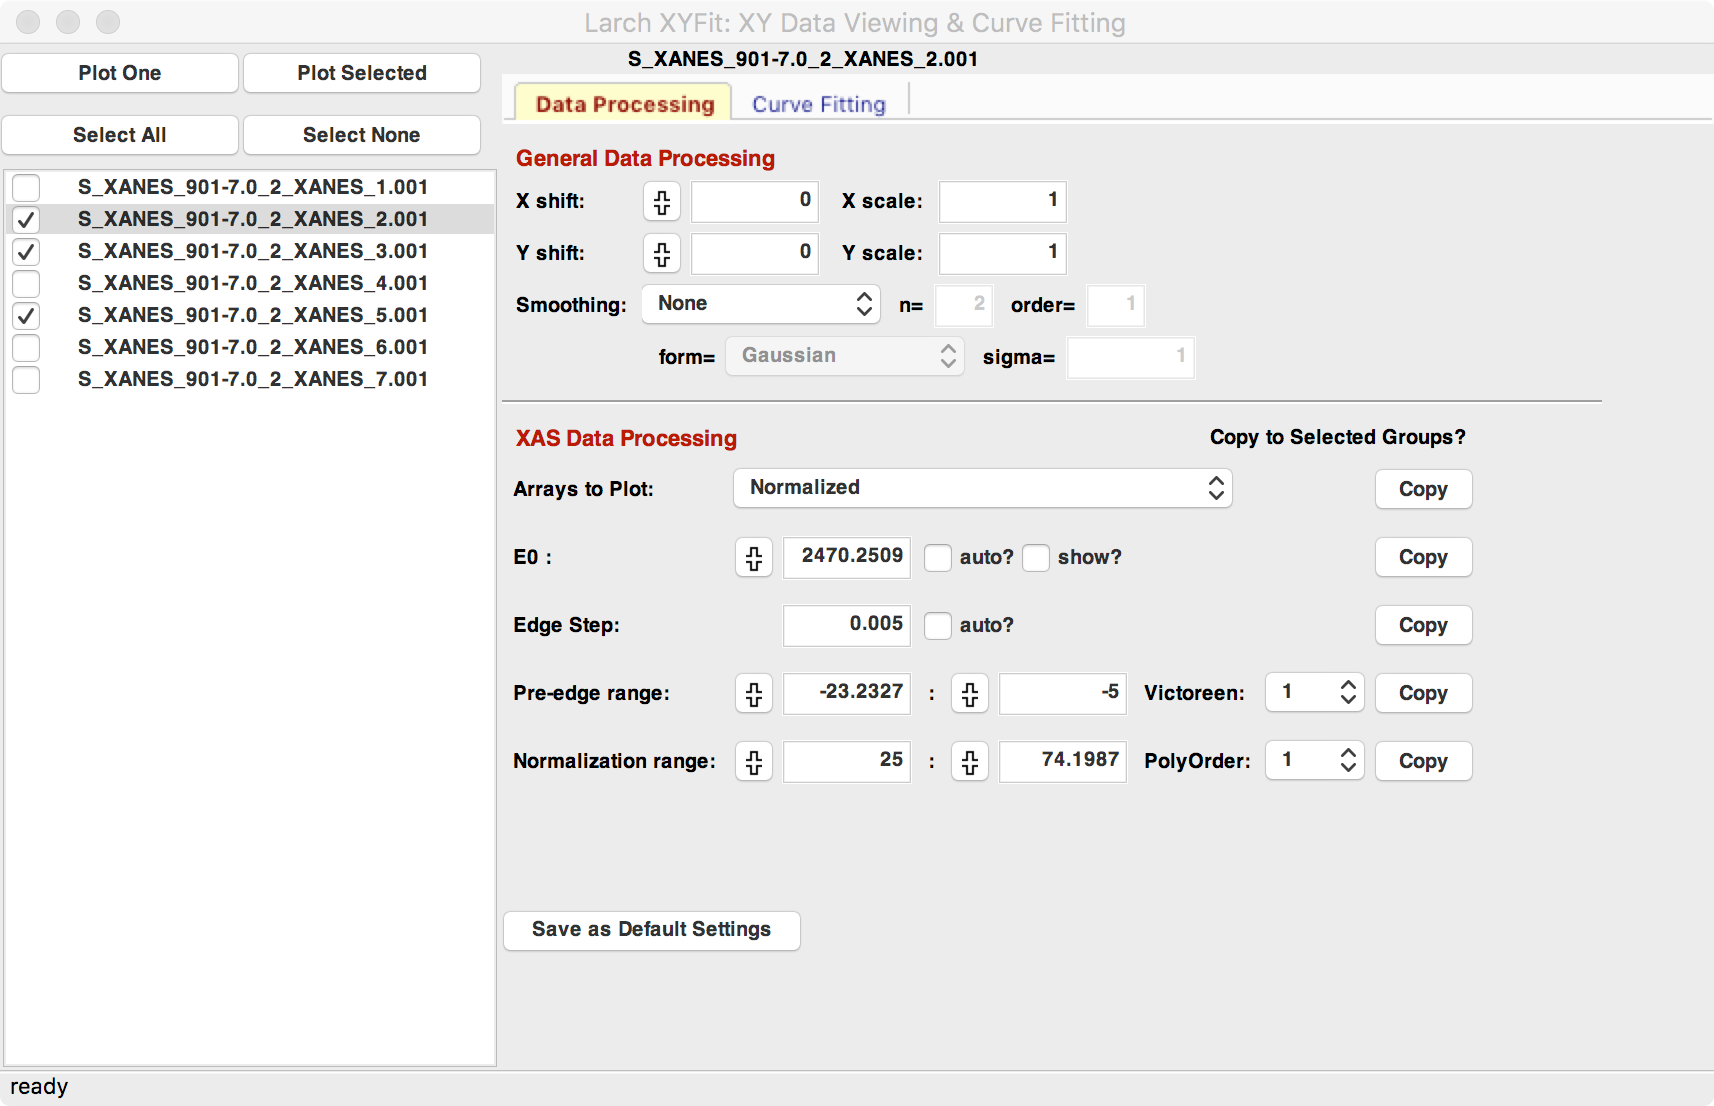 Larch XYFit: XY Data Viewing & Curve Fitting
Plot One Plot Selected
Select All Select None
S_XANES_901-7.0_2_XANES_1.001
S_XANES_901-7.0_2_XANES_2.001
S_XANES_901-7.0_2_XANES_3.001
S_XANES_901-7.0_2_XANES_4.001
S_XANES_901-7.0_2_XANES_5.001
S_XANES_901-7.0_2_XANES_6.001
S_XANES_901-7.0_2_XANES_7.001
S_XANES_901-7.0_2_XANES_2.001
Data Processing Curve Fitting
General Data Processing
X shift: 0 X scale: 1
Y shift: 0 Y scale: 1
Smoothing: None n= 2 order= 1
form= Gaussian sigma= 1
XAS Data Processing Copy to Selected Groups?
Arrays to Plot: Normalized Copy
E0 : 2470.2509 auto? show? Copy
Edge Step: 0.005 auto? Copy
Pre-edge range: -23.2327 : -5 Victoreen: 1 Copy
Normalization range: 25 : 74.1987 PolyOrder: 1 Copy
Save as Default Settings
ready